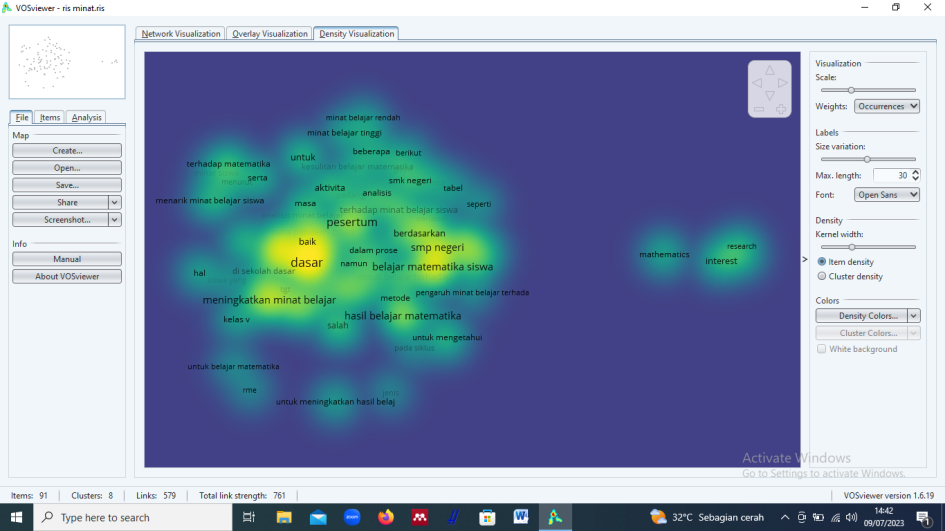 VOSviewer - ris minat.ris
Network Visualization
Overlay Visualization
Density Visualization
File
Items
Analysis
Map
Create...
Open...
Save...
Share
Screenshot...
Info
Manual
About VOSviewer
minat belajar rendah
minat belajar tinggi
untuk
beberapa
berikut
terhadap matematika
kesulitan belajar matematika
menurut
serta
aktivita
smk negeri
analisis
tabel
menarik minat belajar siswa
masa
terhadap minat belajar siswa
seperti
pesertum
berdasarkan
baik
smp negeri
dalam prose
dasar
namun
belajar matematika siswa
hal
di sekolah dasar
meningkatkan minat belajar
metode
pengaruh minat belajar terhada
kelas v
hasil belajar matematika
salah
untuk mengetahui
pada siklus
untuk belajar matematika
rme
jenis
untuk meningkatkan hasil belaj
mathematics
research
interest
Visualization
Scale:
Weights:
Occurrences
Labels
Size variation:
Max. length:
30
Font:
Open Sans
Density
Kernel width:
Item density
Cluster density
Colors
Density Colors...
Cluster Colors...
White background
Activate Windows
Go to Settings to activate Windows.
Items: 91
Clusters: 8
Links: 579
Total link strength: 761
VOSviewer version 1.6.19
Type here to search
zoom
32°C Sebagian cerah
14:42
09/07/2023